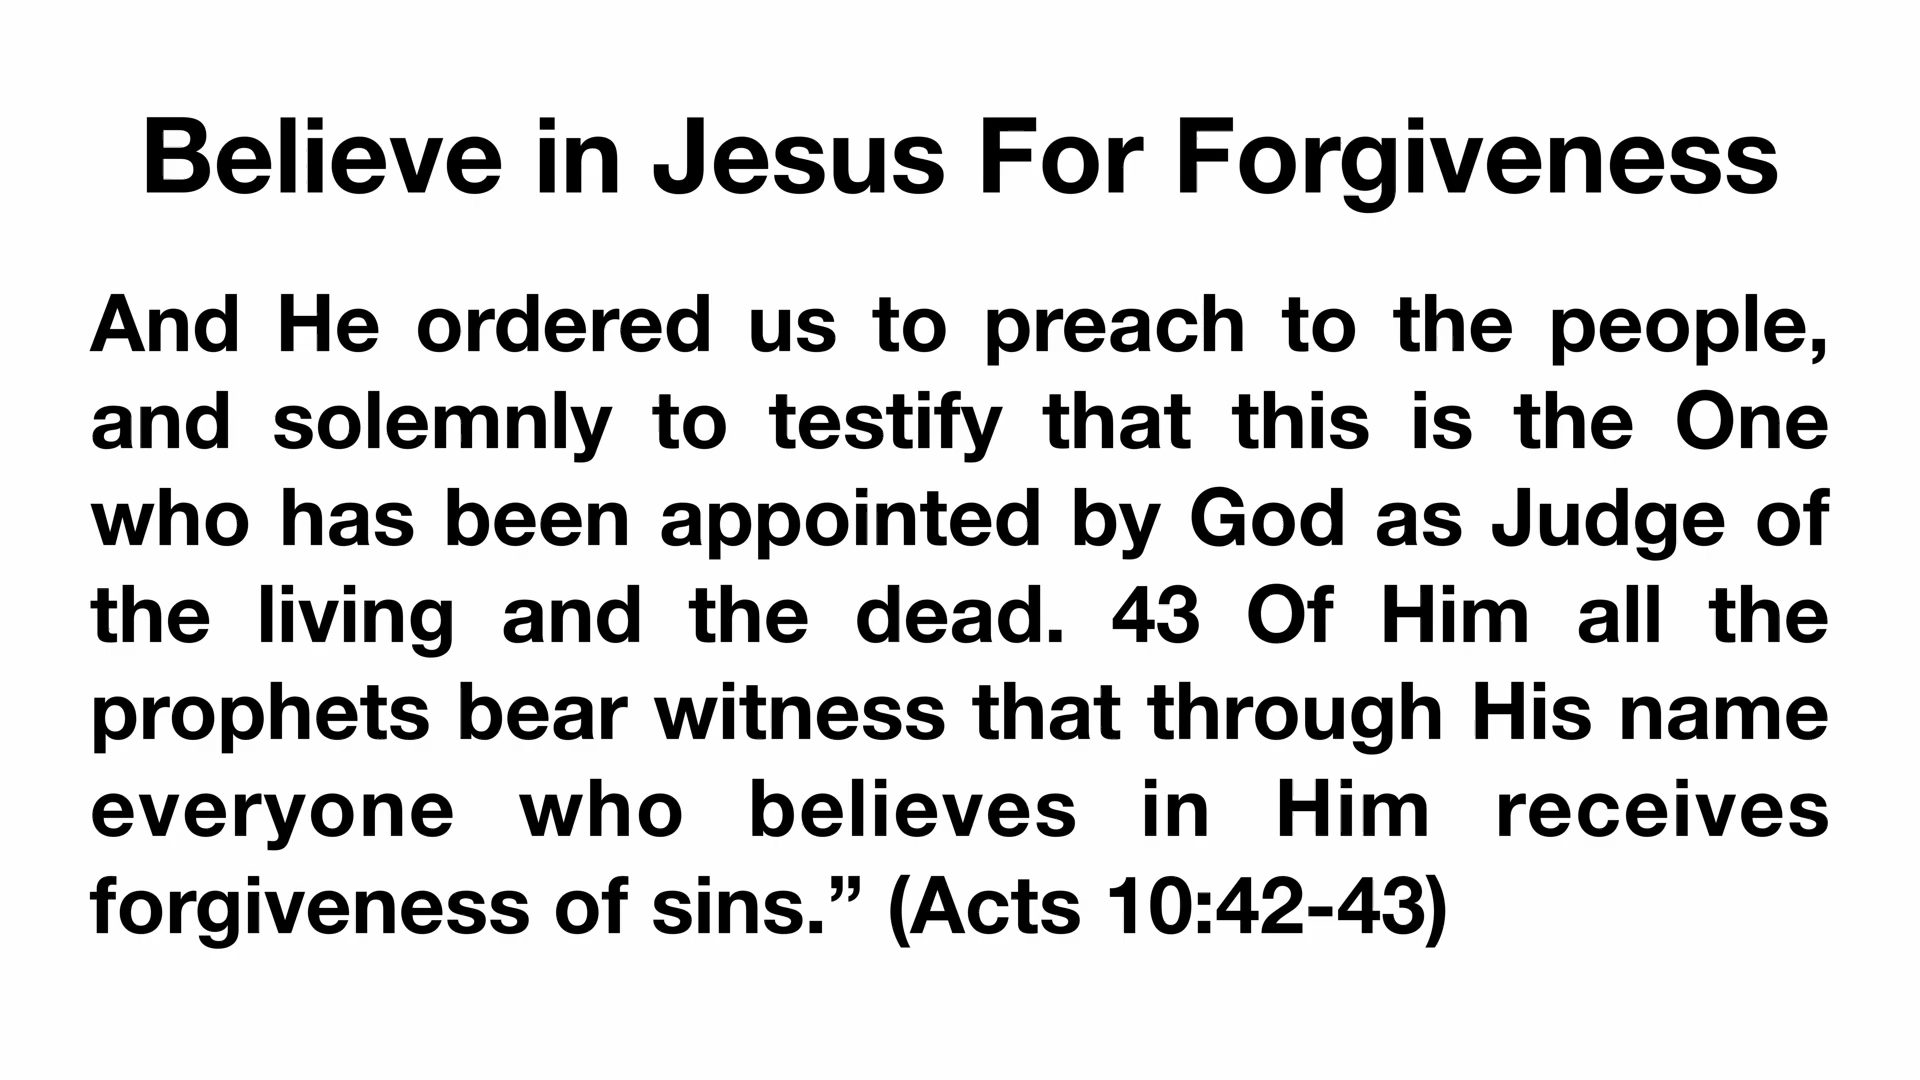 Believe in Jesus For Forgiveness
And He ordered us to preach to the people,
and solemnly to testify that this is the One
who has been appointed by God as Judge of
the living and the dead. 43 Of Him all the
prophets bear witness that through His name
everyone who believes in Him receives
forgiveness of sins.” (Acts 10:42-43)